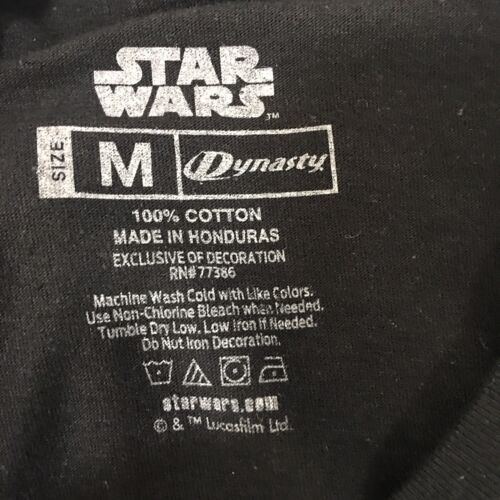 STAR
WARS™
SIZE M Dynasty
100% COTTON
MADE IN HONDURAS
EXCLUSIVE OF DECORATION
RN#77386
Machine Wash Cold with Like Colors.
Use Non-Chlorine Bleach when Needed.
Tumble Dry Low, Low Iron if Needed.
Do Not Iron Decoration.
starwars.com
© & ™ Lucasfilm Ltd.